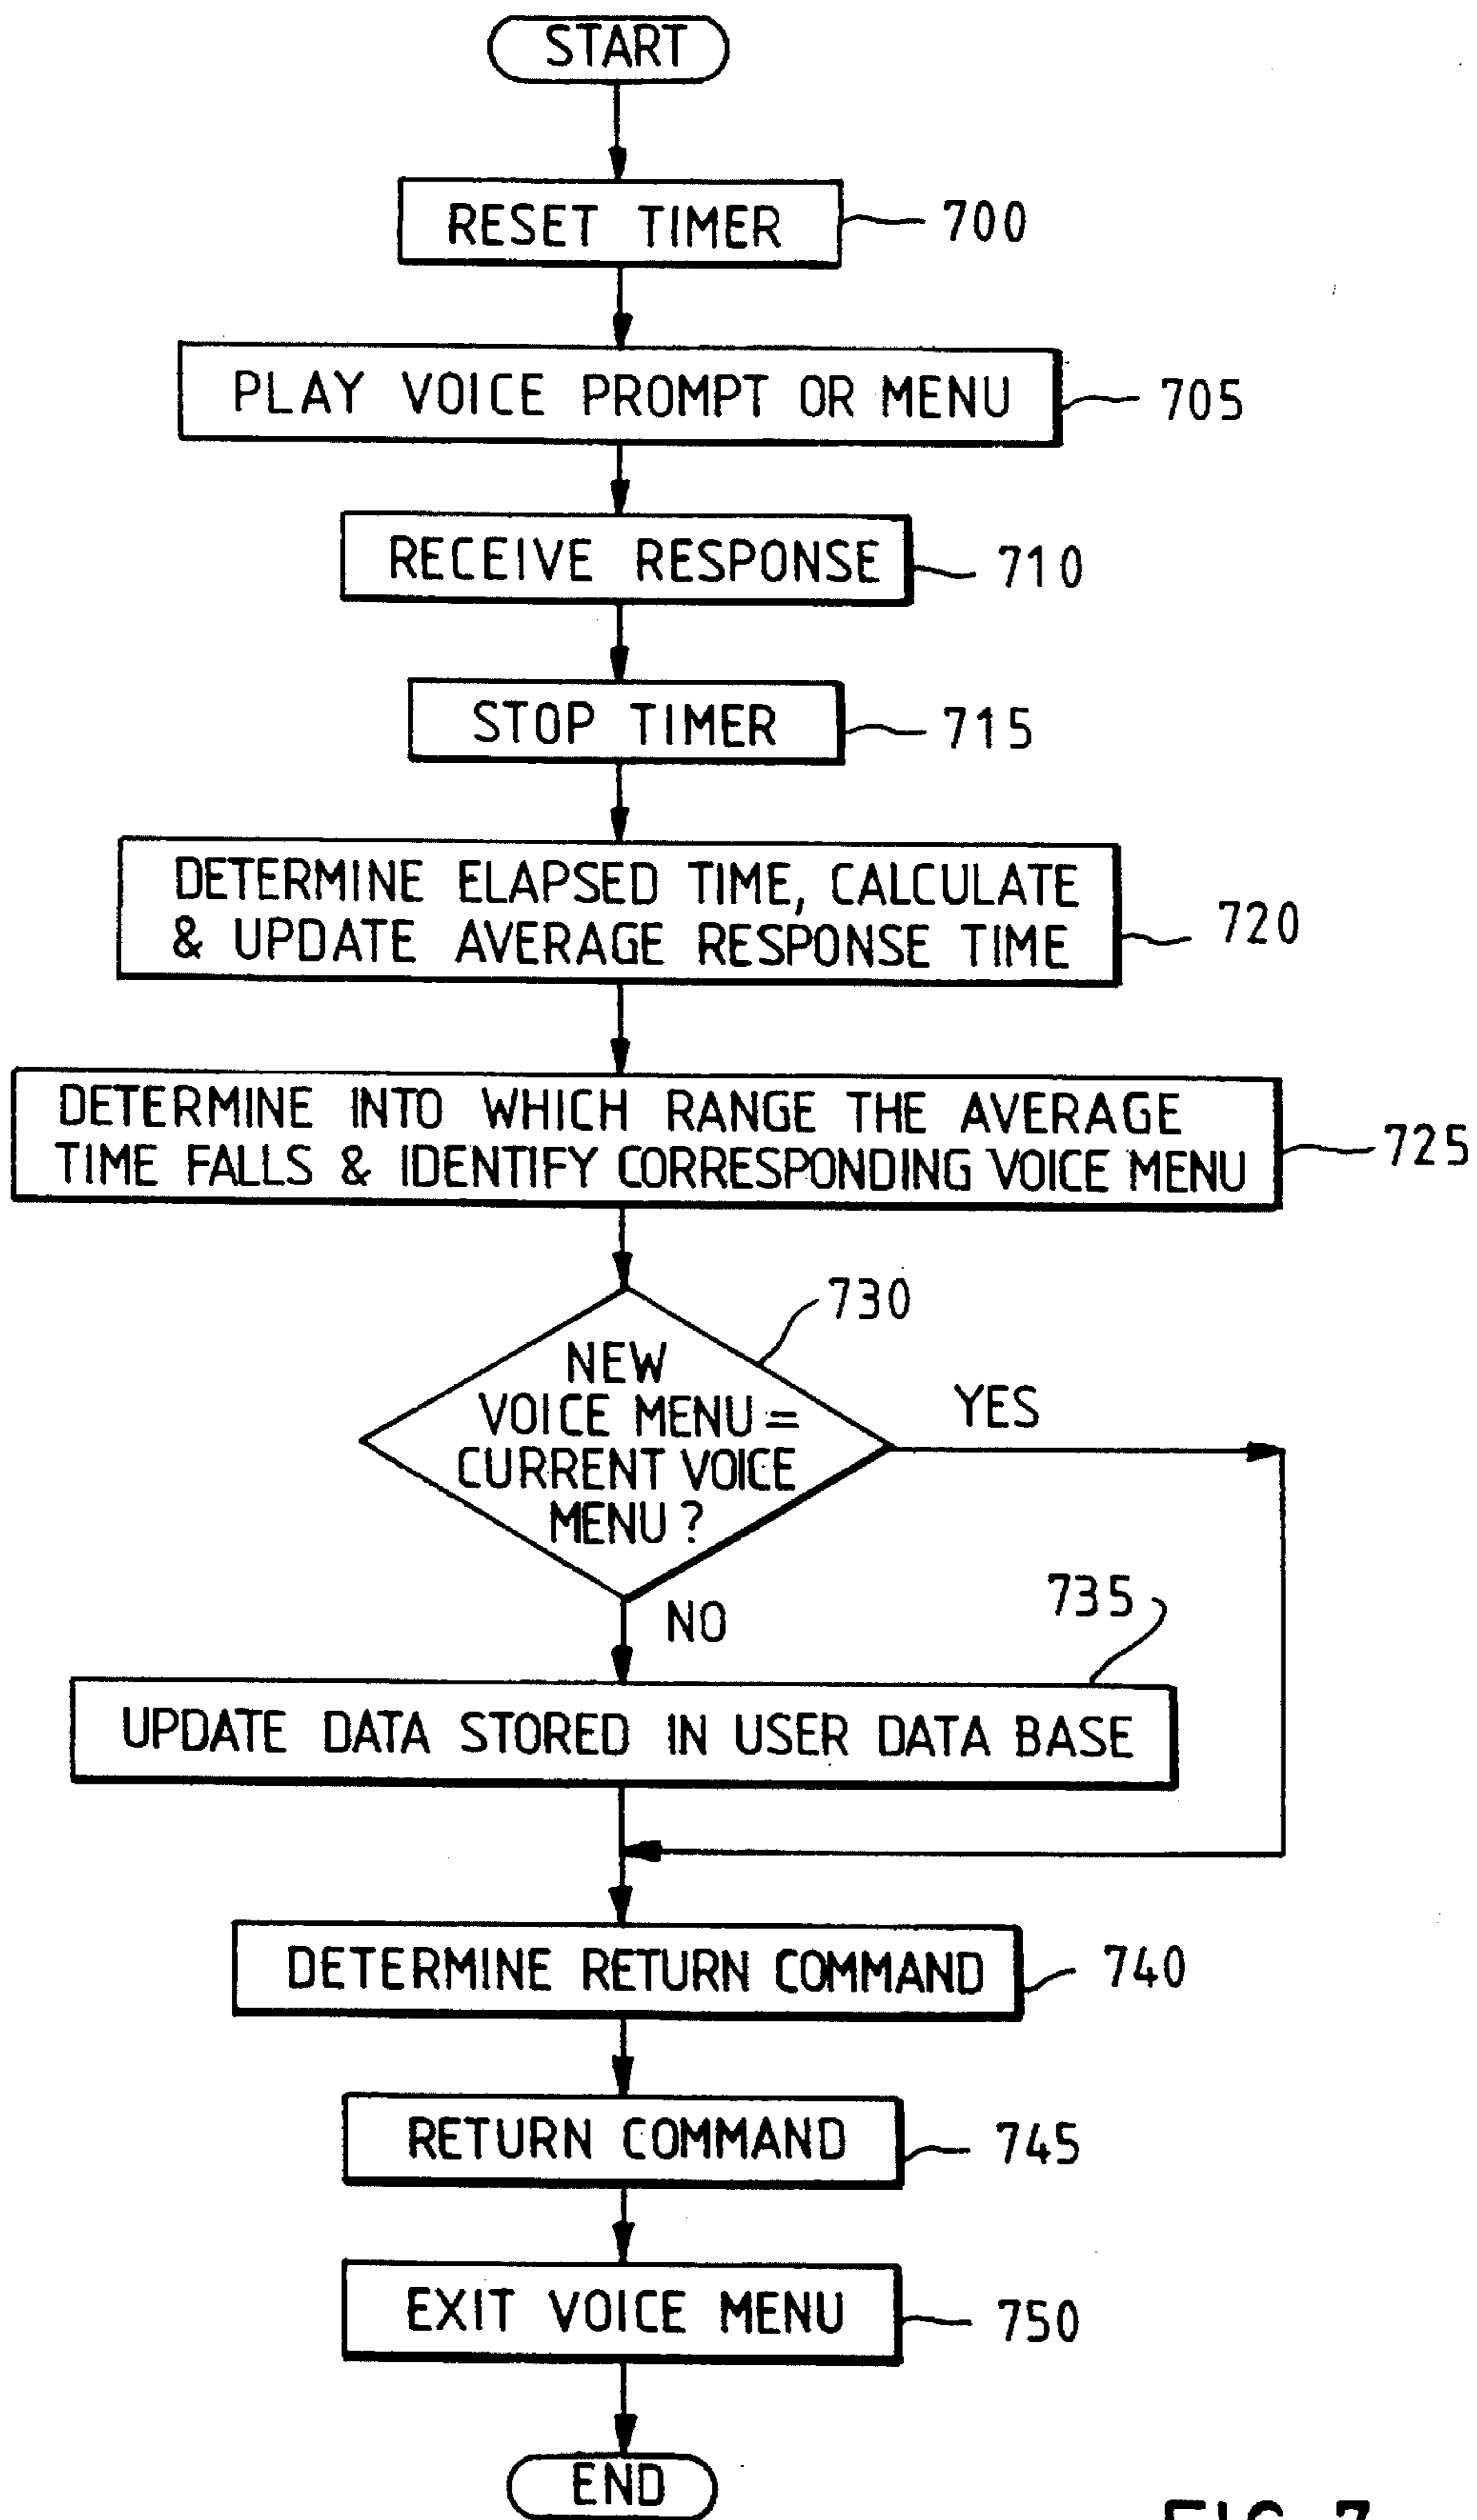 START
RESET TIMER
700
PLAY VOICE PROMPT OR MENU
705
RECEIVE RESPONSE
710
STOP TIMER
715
DETERMINE ELAPSED TIME, CALCULATE
& UPDATE AVERAGE RESPONSE TIME
720
DETERMINE INTO WHICH RANGE THE AVERAGE
TIME FALLS & IDENTIFY CORRESPONDING VOICE MENU
725
730
NEW
VOICE MENU =
CURRENT VOICE
MENU ?
YES
NO
735
UPDATE DATA STORED IN USER DATA BASE
DETERMINE RETURN COMMAND
740
RETURN COMMAND
745
EXIT VOICE MENU
750
END